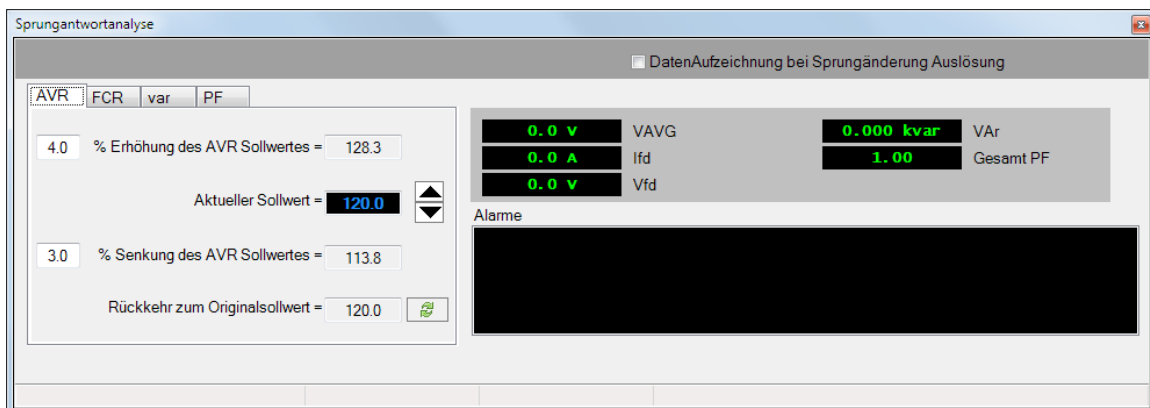 Sprungantwortanalyse
DatenAufzeichnung bei Sprungänderung Auslösung
AVR FCR var PF
4.0 % Erhöhung des AVR Sollwertes = 128.3
Aktueller Sollwert = 120.0
3.0 % Senkung des AVR Sollwertes = 113.8
Rückkehr zum Originalsollwert = 120.0
0.0 V VAVG 0.000 kvar VAr
0.0 A Ifd 1.00 Gesamt PF
0.0 V Vfd
Alarme